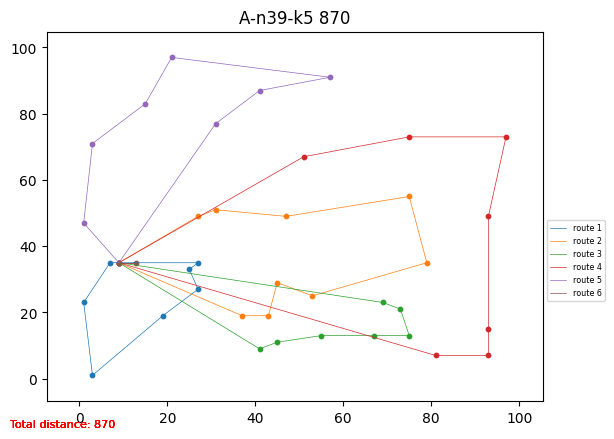 A-n39-k5 870
100
80
60
40
20
0
0 20 40 60 80 100
route 1
route 2
route 3
route 4
route 5
route 6
Total distance: 870